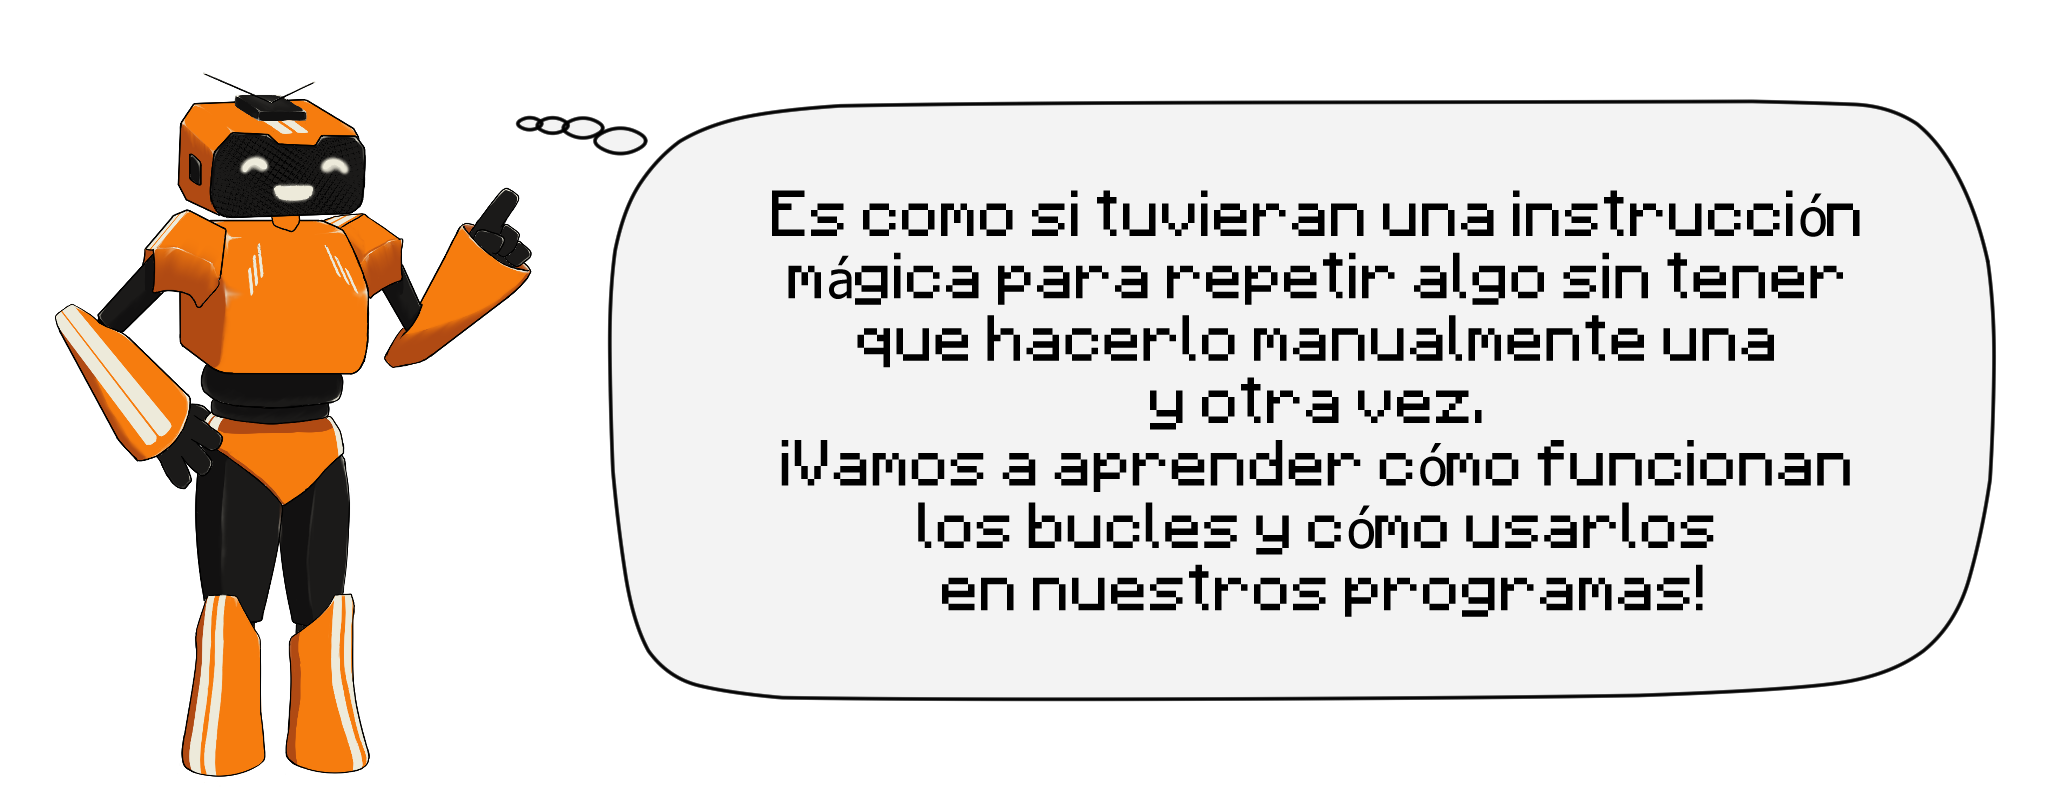 Es como si tuvieran una instrucción
mágica para repetir algo sin tener
que hacerlo manualmente una
y otra vez.
¡Vamos a aprender cómo funcionan
los bucles y cómo usarlos
en nuestros programas!